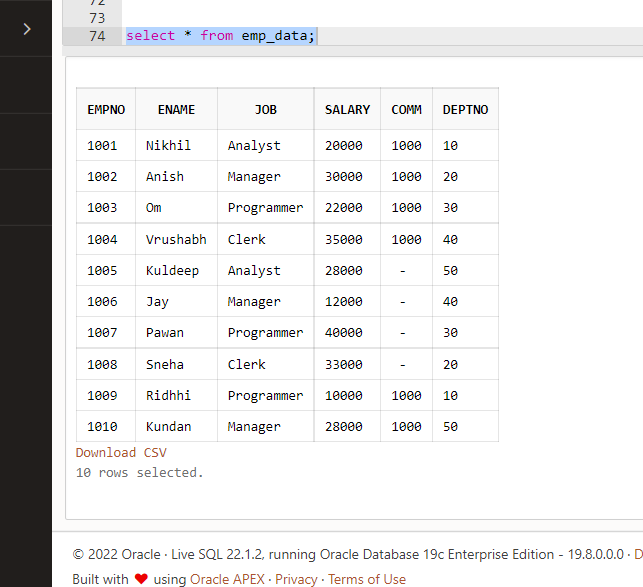 72
73
74 select * from emp_data;
EMPNO ENAME JOB SALARY COMM DEPTNO
1001 Nikhil Analyst 20000 1000 10
1002 Anish Manager 30000 1000 20
1003 Om Programmer 22000 1000 30
1004 Vrushabh Clerk 35000 1000 40
1005 Kuldeep Analyst 28000 - 50
1006 Jay Manager 12000 - 40
1007 Pawan Programmer 40000 - 30
1008 Sneha Clerk 33000 - 20
1009 Ridhhi Programmer 10000 1000 10
1010 Kundan Manager 28000 1000 50
Download CSV
10 rows selected.
© 2022 Oracle · Live SQL 22.1.2, running Oracle Database 19c Enterprise Edition - 19.8.0.0.0 · D
Built with ❤ using Oracle APEX · Privacy · Terms of Use